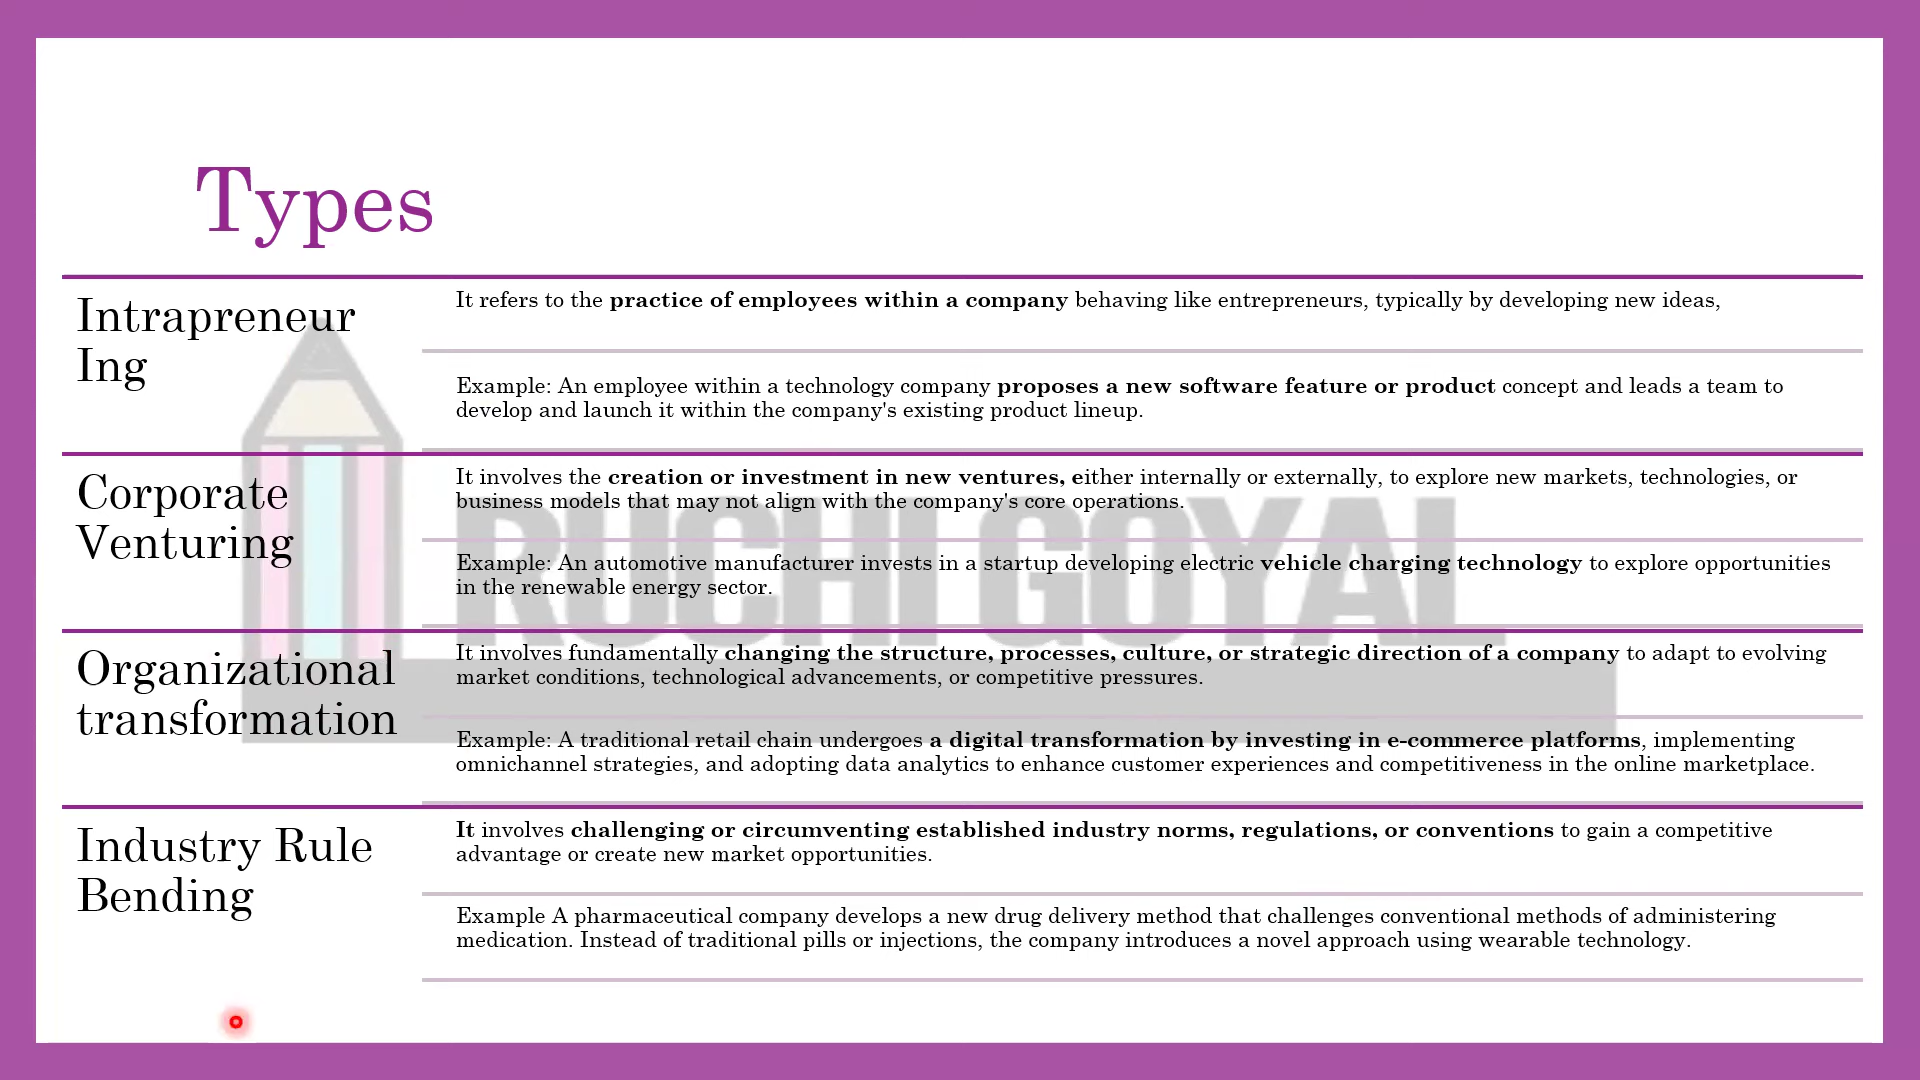 Types
Intrapreneur
Ing
It refers to the practice of employees within a company behaving like entrepreneurs, typically by developing new ideas,
Example: An employee within a technology company proposes a new software feature or product concept and leads a team to
develop and launch it within the company's existing product lineup.
Corporate
Venturing
It involves the creation or investment in new ventures, either internally or externally, to explore new markets, technologies, or
business models that may not align with the company's core operations.
Example: An automotive manufacturer invests in a startup developing electric vehicle charging technology to explore opportunities
in the renewable energy sector.
Organizational
transformation
It involves fundamentally changing the structure, processes, culture, or strategic direction of a company to adapt to evolving
market conditions, technological advancements, or competitive pressures.
Example: A traditional retail chain undergoes a digital transformation by investing in e-commerce platforms, implementing
omnichannel strategies, and adopting data analytics to enhance customer experiences and competitiveness in the online marketplace.
Industry Rule
Bending
It involves challenging or circumventing established industry norms, regulations, or conventions to gain a competitive
advantage or create new market opportunities.
Example A pharmaceutical company develops a new drug delivery method that challenges conventional methods of administering
medication. Instead of traditional pills or injections, the company introduces a novel approach using wearable technology.
RUCHI GOYAL